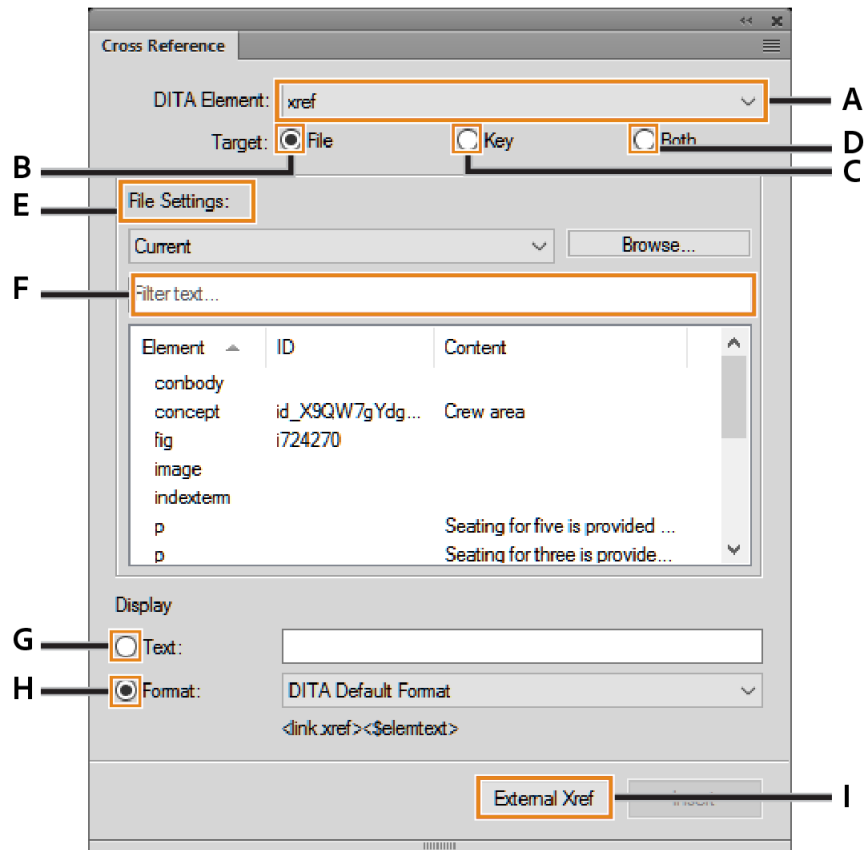 Cross Reference
DITA Element: xref A
Target: File Key Both D
B C
E File Settings:
Current Browse...
F Filter text...
Element ID Content
conbody
concept id_X9QW7gYdg... Crew area
fig i724270
image
indexterm
p Seating for five is provided ...
p Seating for three is provide...
Display
G Text:
H Format: DITA Default Format
<link.xref><$elemtext>
External Xref Insert I